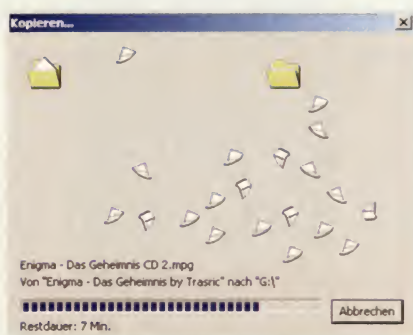 Kopieren...
Enigma - Das Geheimnis CD 2.mpg
Von "Enigma - Das Geheimnis by Trasric" nach "G:\"
Abbrechen
Restdauer: 7 Min.